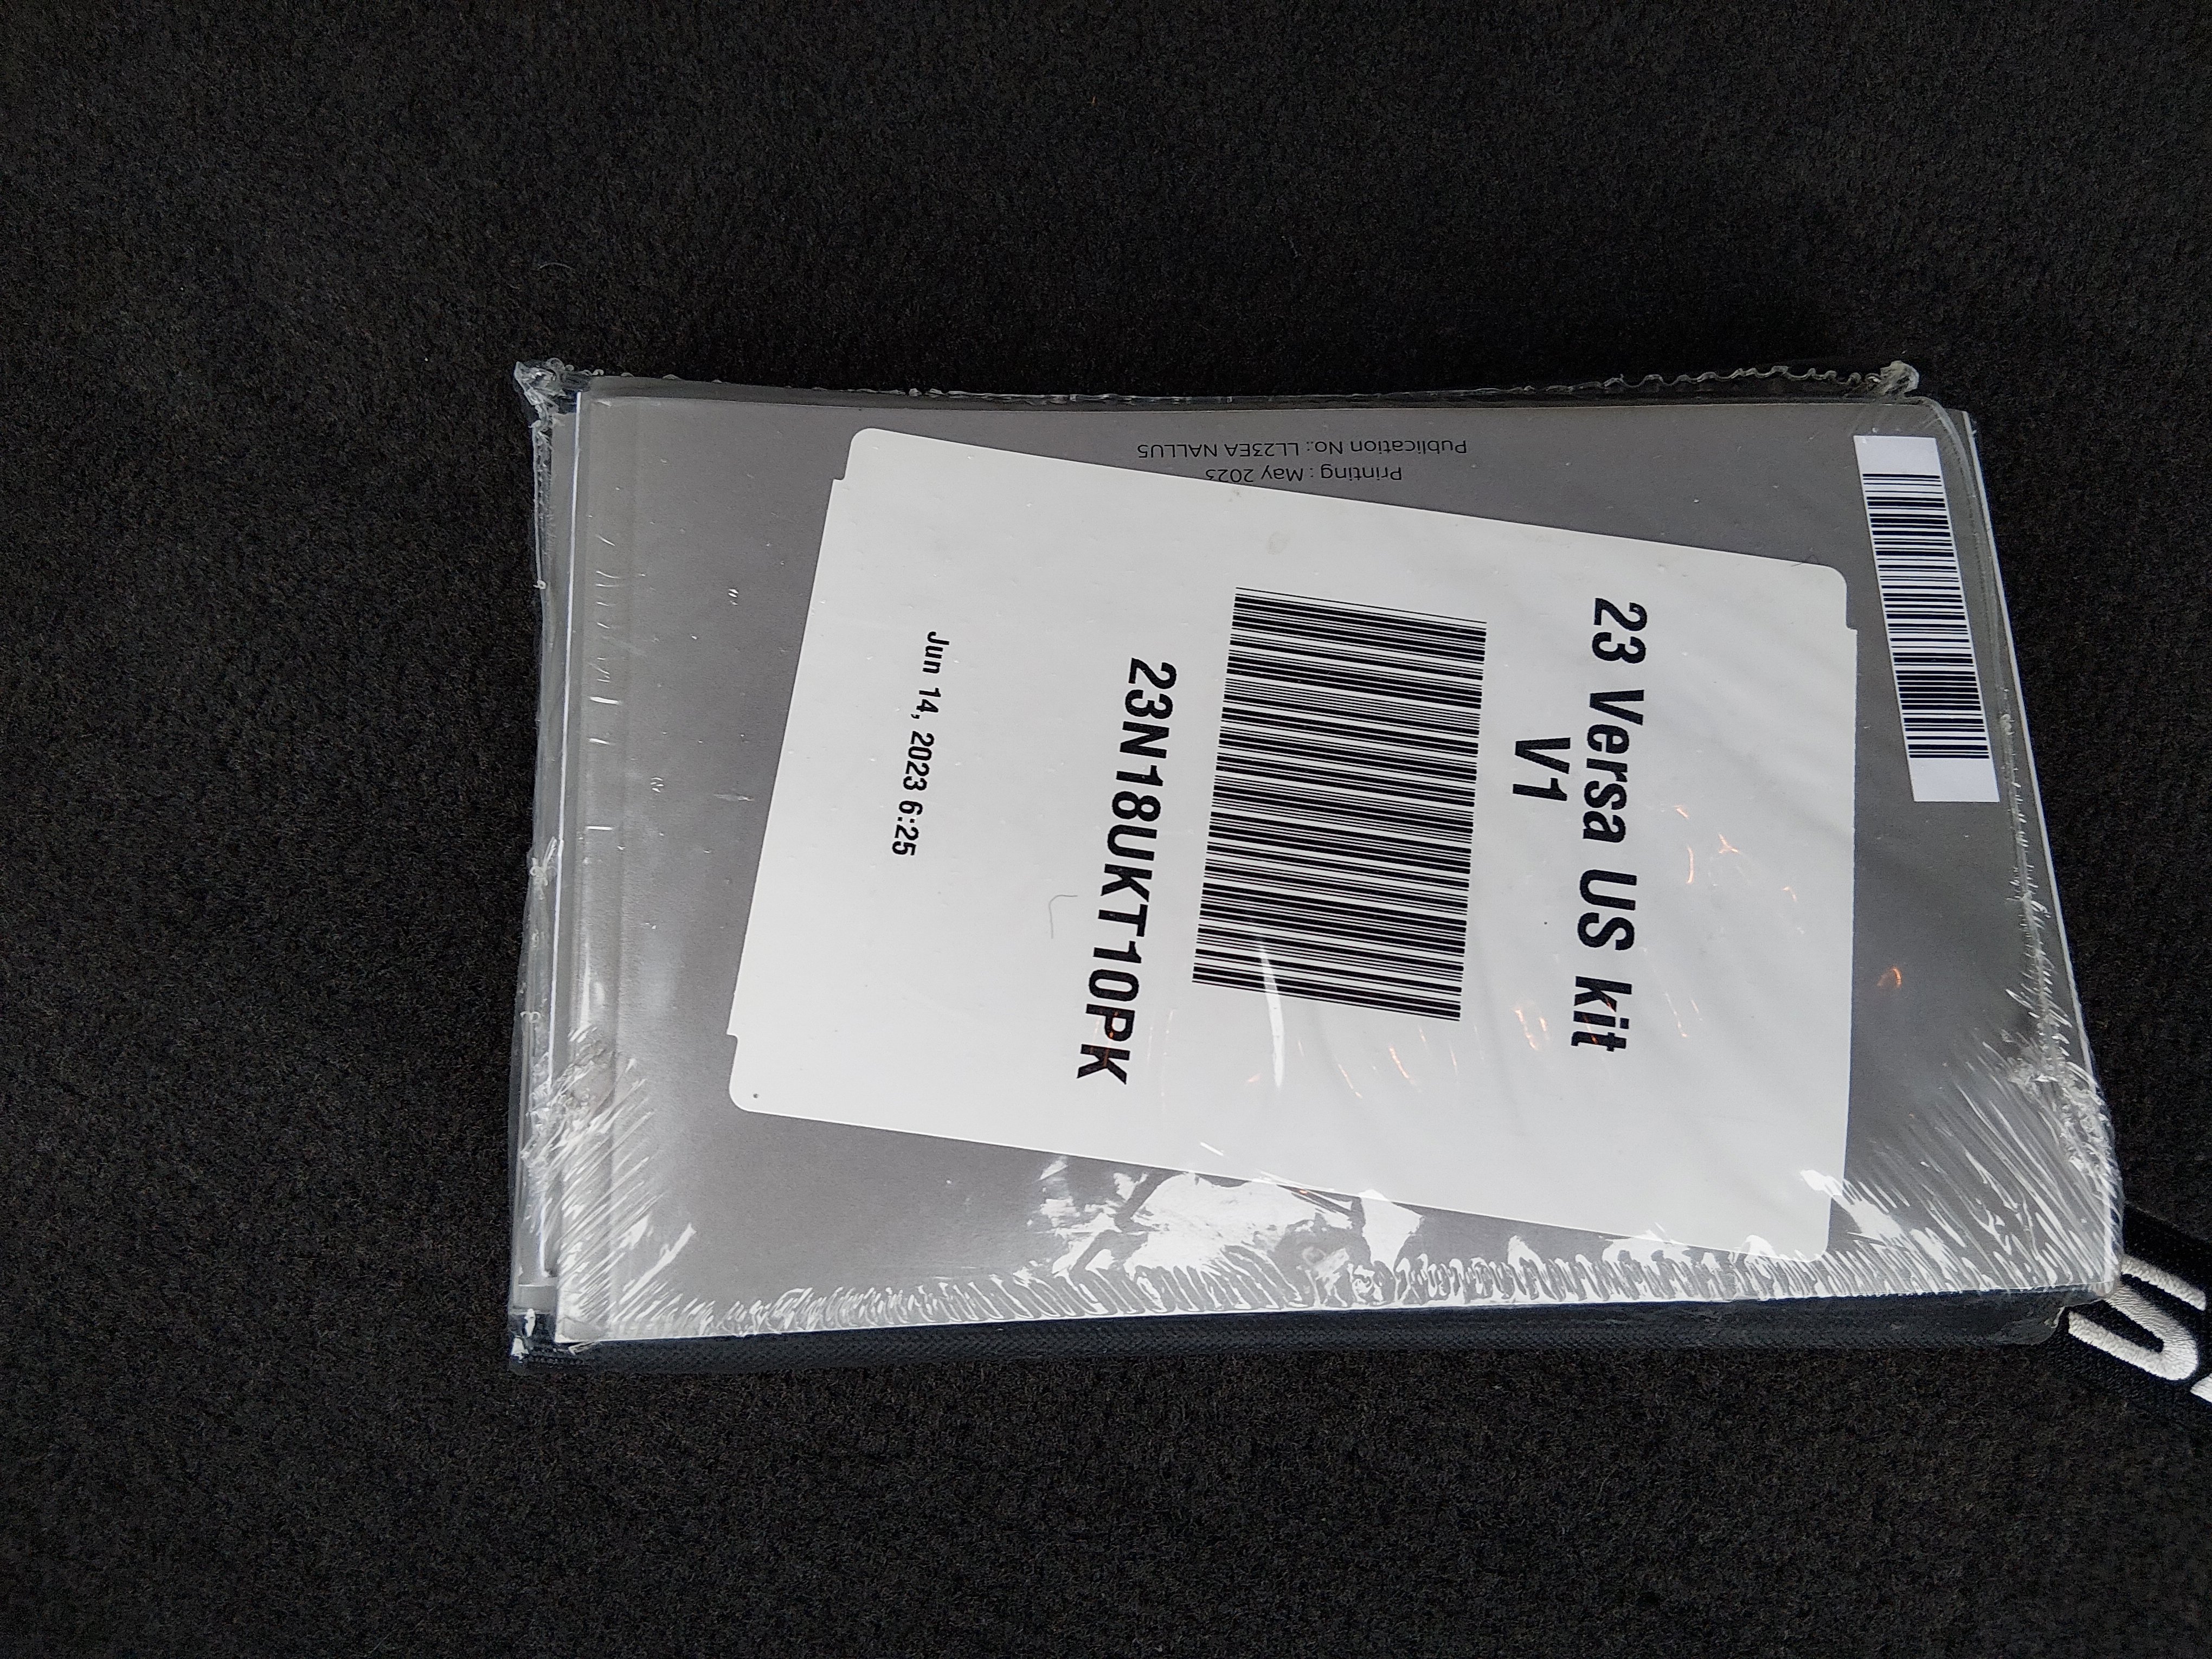 23 Versa US kit
V1
23N18UKT10PK
Jun 14, 2023 6:25
Printing : May 2023
Publication No.: LL23EA NALLU5